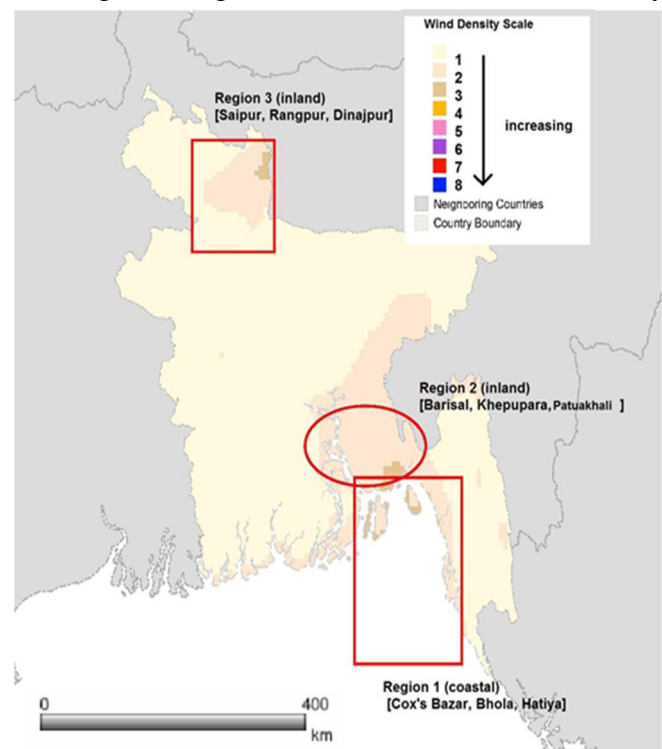 Wind Density Scale
1
2
3
4
5
6
7
8
increasing
Neighboring Countries
Country Boundary
Region 3 (inland)
[Saipur, Rangpur, Dinajpur]
Region 2 (inland)
[Barisal, Khepupara, Patuakhali ]
Region 1 (coastal)
[Cox's Bazar, Bhola, Hatiya]
0 400
km